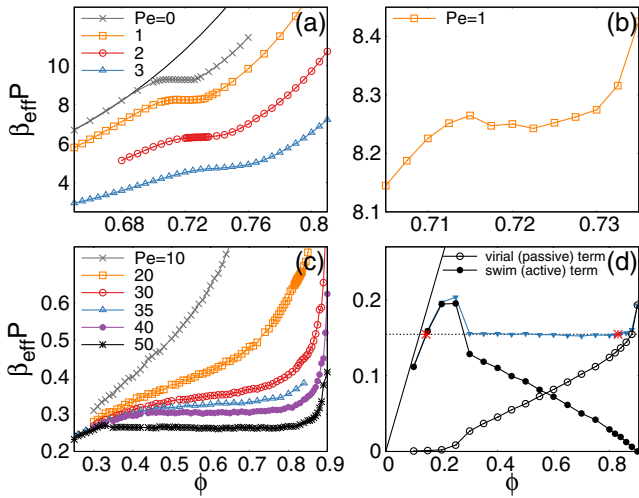 (a)
Pe=0
1
2
3
β_eff P
10
8
6
4
0.68 0.72 0.76 0.8
(b)
Pe=1
8.4
8.3
8.2
8.1
0.71 0.72 0.73
(c)
Pe=10
20
30
35
40
50
β_eff P
0.6
0.5
0.4
0.3
0.2
0.3 0.4 0.5 0.6 0.7 0.8 0.9
ϕ
(d)
virial (passive) term
swim (active) term
0.2
0.1
0
0 0.2 0.4 0.6 0.8
ϕ